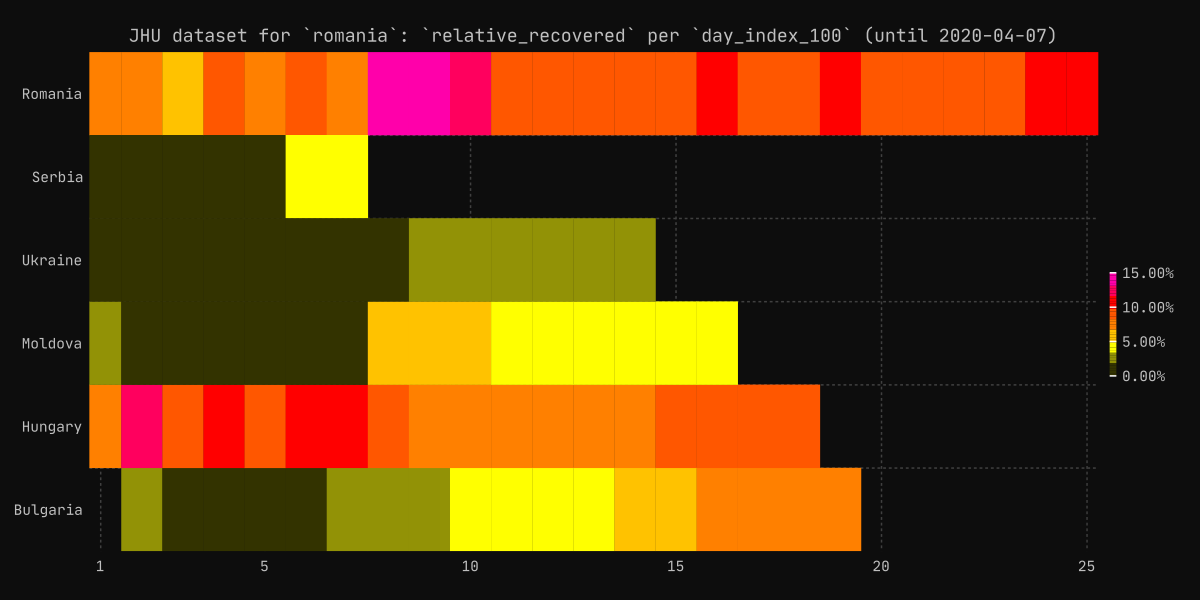 JHU dataset for `romania`: `relative_recovered` per `day_index_100` (until 2020-04-07)
Romania
Serbia
Ukraine
Moldova
Hungary
Bulgaria
15.00%
10.00%
5.00%
0.00%
1 5 10 15 20 25